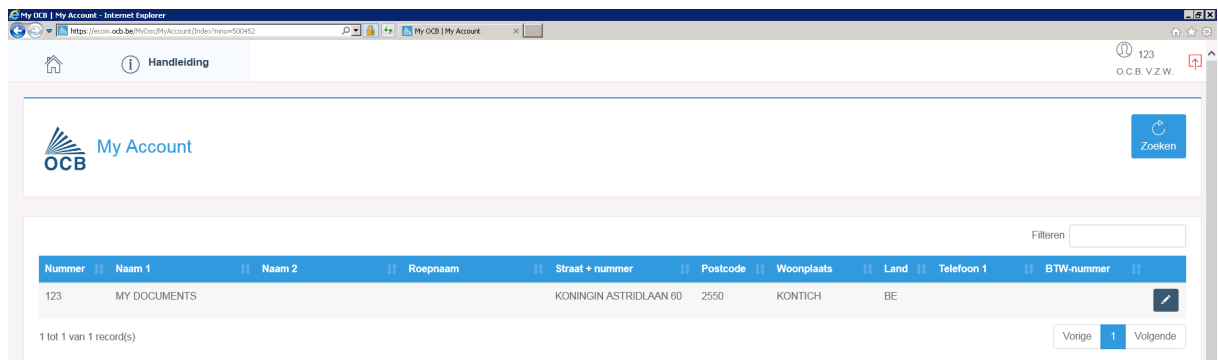 My OCB | My Account - Internet Explorer
https://ecom.ocb.be/MyDoc/MyAccount/Index?mnu=500452
My OCB | My Account
Handleiding
123
O.C.B. V.Z.W.
OCB
My Account
Zoeken
Filteren
Nummer Naam 1 Naam 2 Roepnaam Straat + nummer Postcode Woonplaats Land Telefoon 1 BTW-nummer
123 MY DOCUMENTS KONINGIN ASTRIDLAAN 60 2550 KONTICH BE
1 tot 1 van 1 record(s)
Vorige 1 Volgende